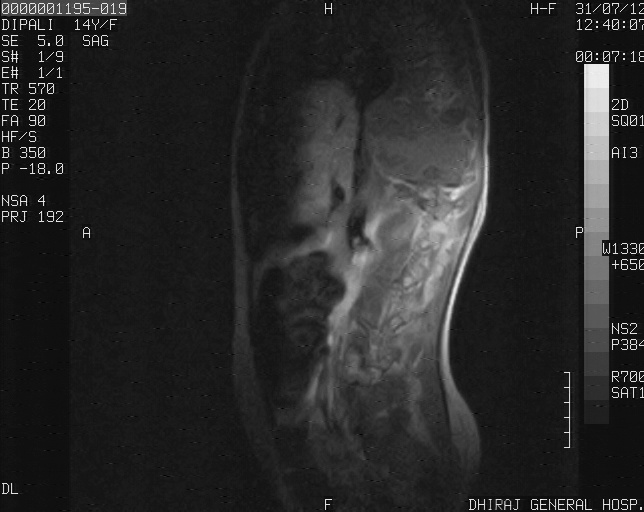 0000001195-019
H
H-F
31/07/12
DIPALI 14Y/F
12:40:07
SE 5.0 SAG
S# 1/9
00:07:18
E# 1/1
TR 570
TE 20
2D
FA 90
SQ01
HF/S
B 350
AI3
P -18.0
NSA 4
PRJ 192
A
P
W1330
+650
NS2
P384
R700
SAT1
DL
F
DHIRAJ GENERAL HOSP.